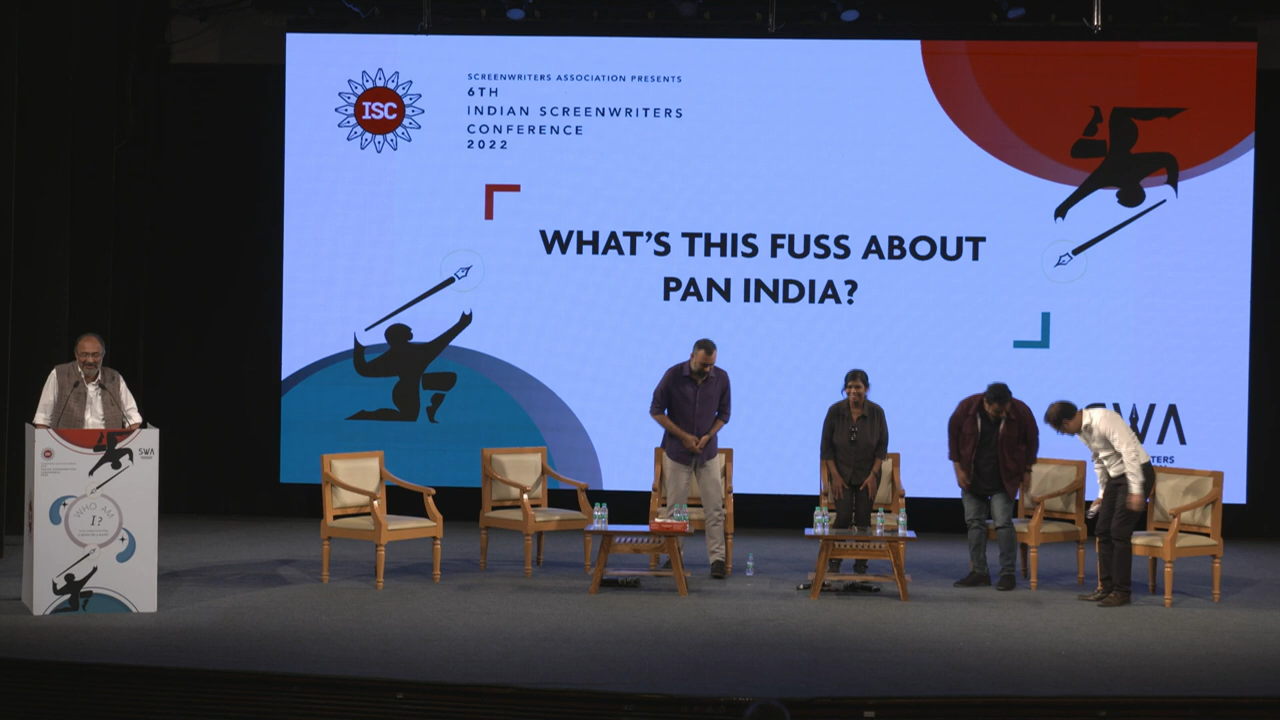 ISC
SCREENWRITERS ASSOCIATION PRESENTS
6TH
INDIAN SCREENWRITERS
CONFERENCE
2022
WHAT'S THIS FUSS ABOUT
PAN INDIA?
SWA
SWA
WHO AM
I?